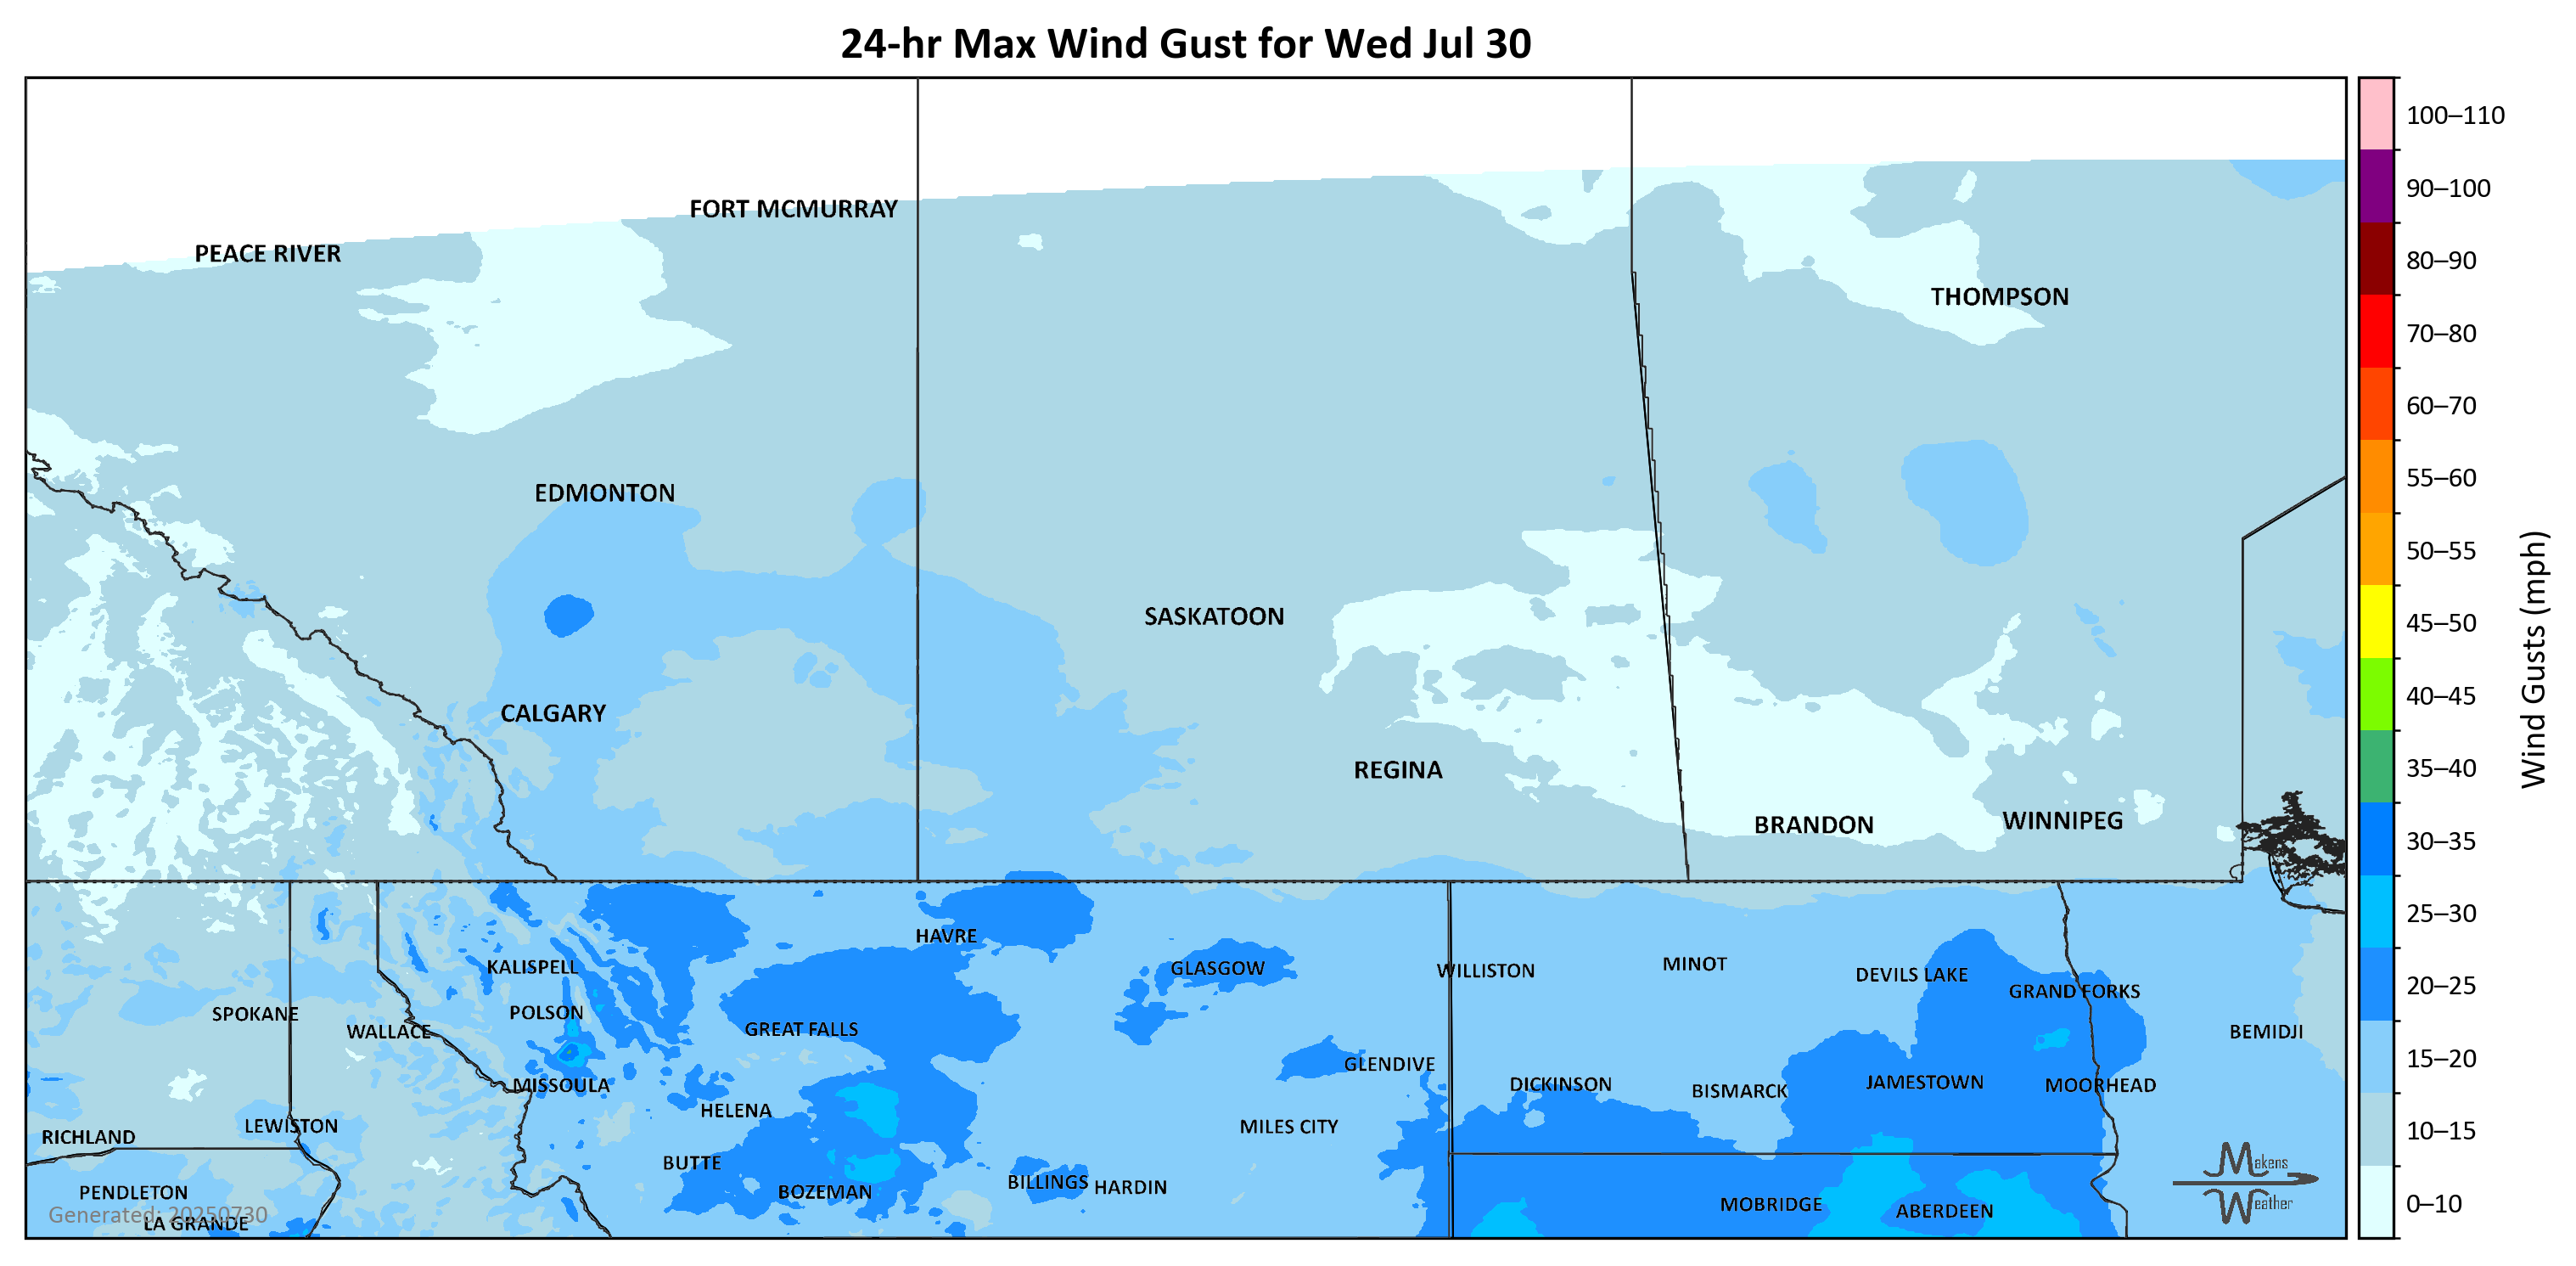 24-hr Max Wind Gust for Wed Jul 30
FORT MCMURRAY
PEACE RIVER
THOMPSON
EDMONTON
SASKATOON
CALGARY
REGINA
BRANDON
WINNIPEG
HAVRE
KALISPELL
GLASGOW
WILLISTON
MINOT
DEVILS LAKE
GRAND FORKS
SPOKANE
POLSON
WALLACE
GREAT FALLS
BEMIDJI
GLENDIVE
MISSOULA
DICKINSON
BISMARCK
JAMESTOWN
MOORHEAD
HELENA
LEWISTON
MILES CITY
RICHLAND
BUTTE
BOZEMAN
BILLINGS
HARDIN
PENDLETON
MOBRIDGE
ABERDEEN
Generated: 20250730
LA GRANDE
Makens
Weather
100–110
90–100
80–90
70–80
60–70
55–60
50–55
45–50
40–45
35–40
30–35
25–30
20–25
15–20
10–15
0–10
Wind Gusts (mph)